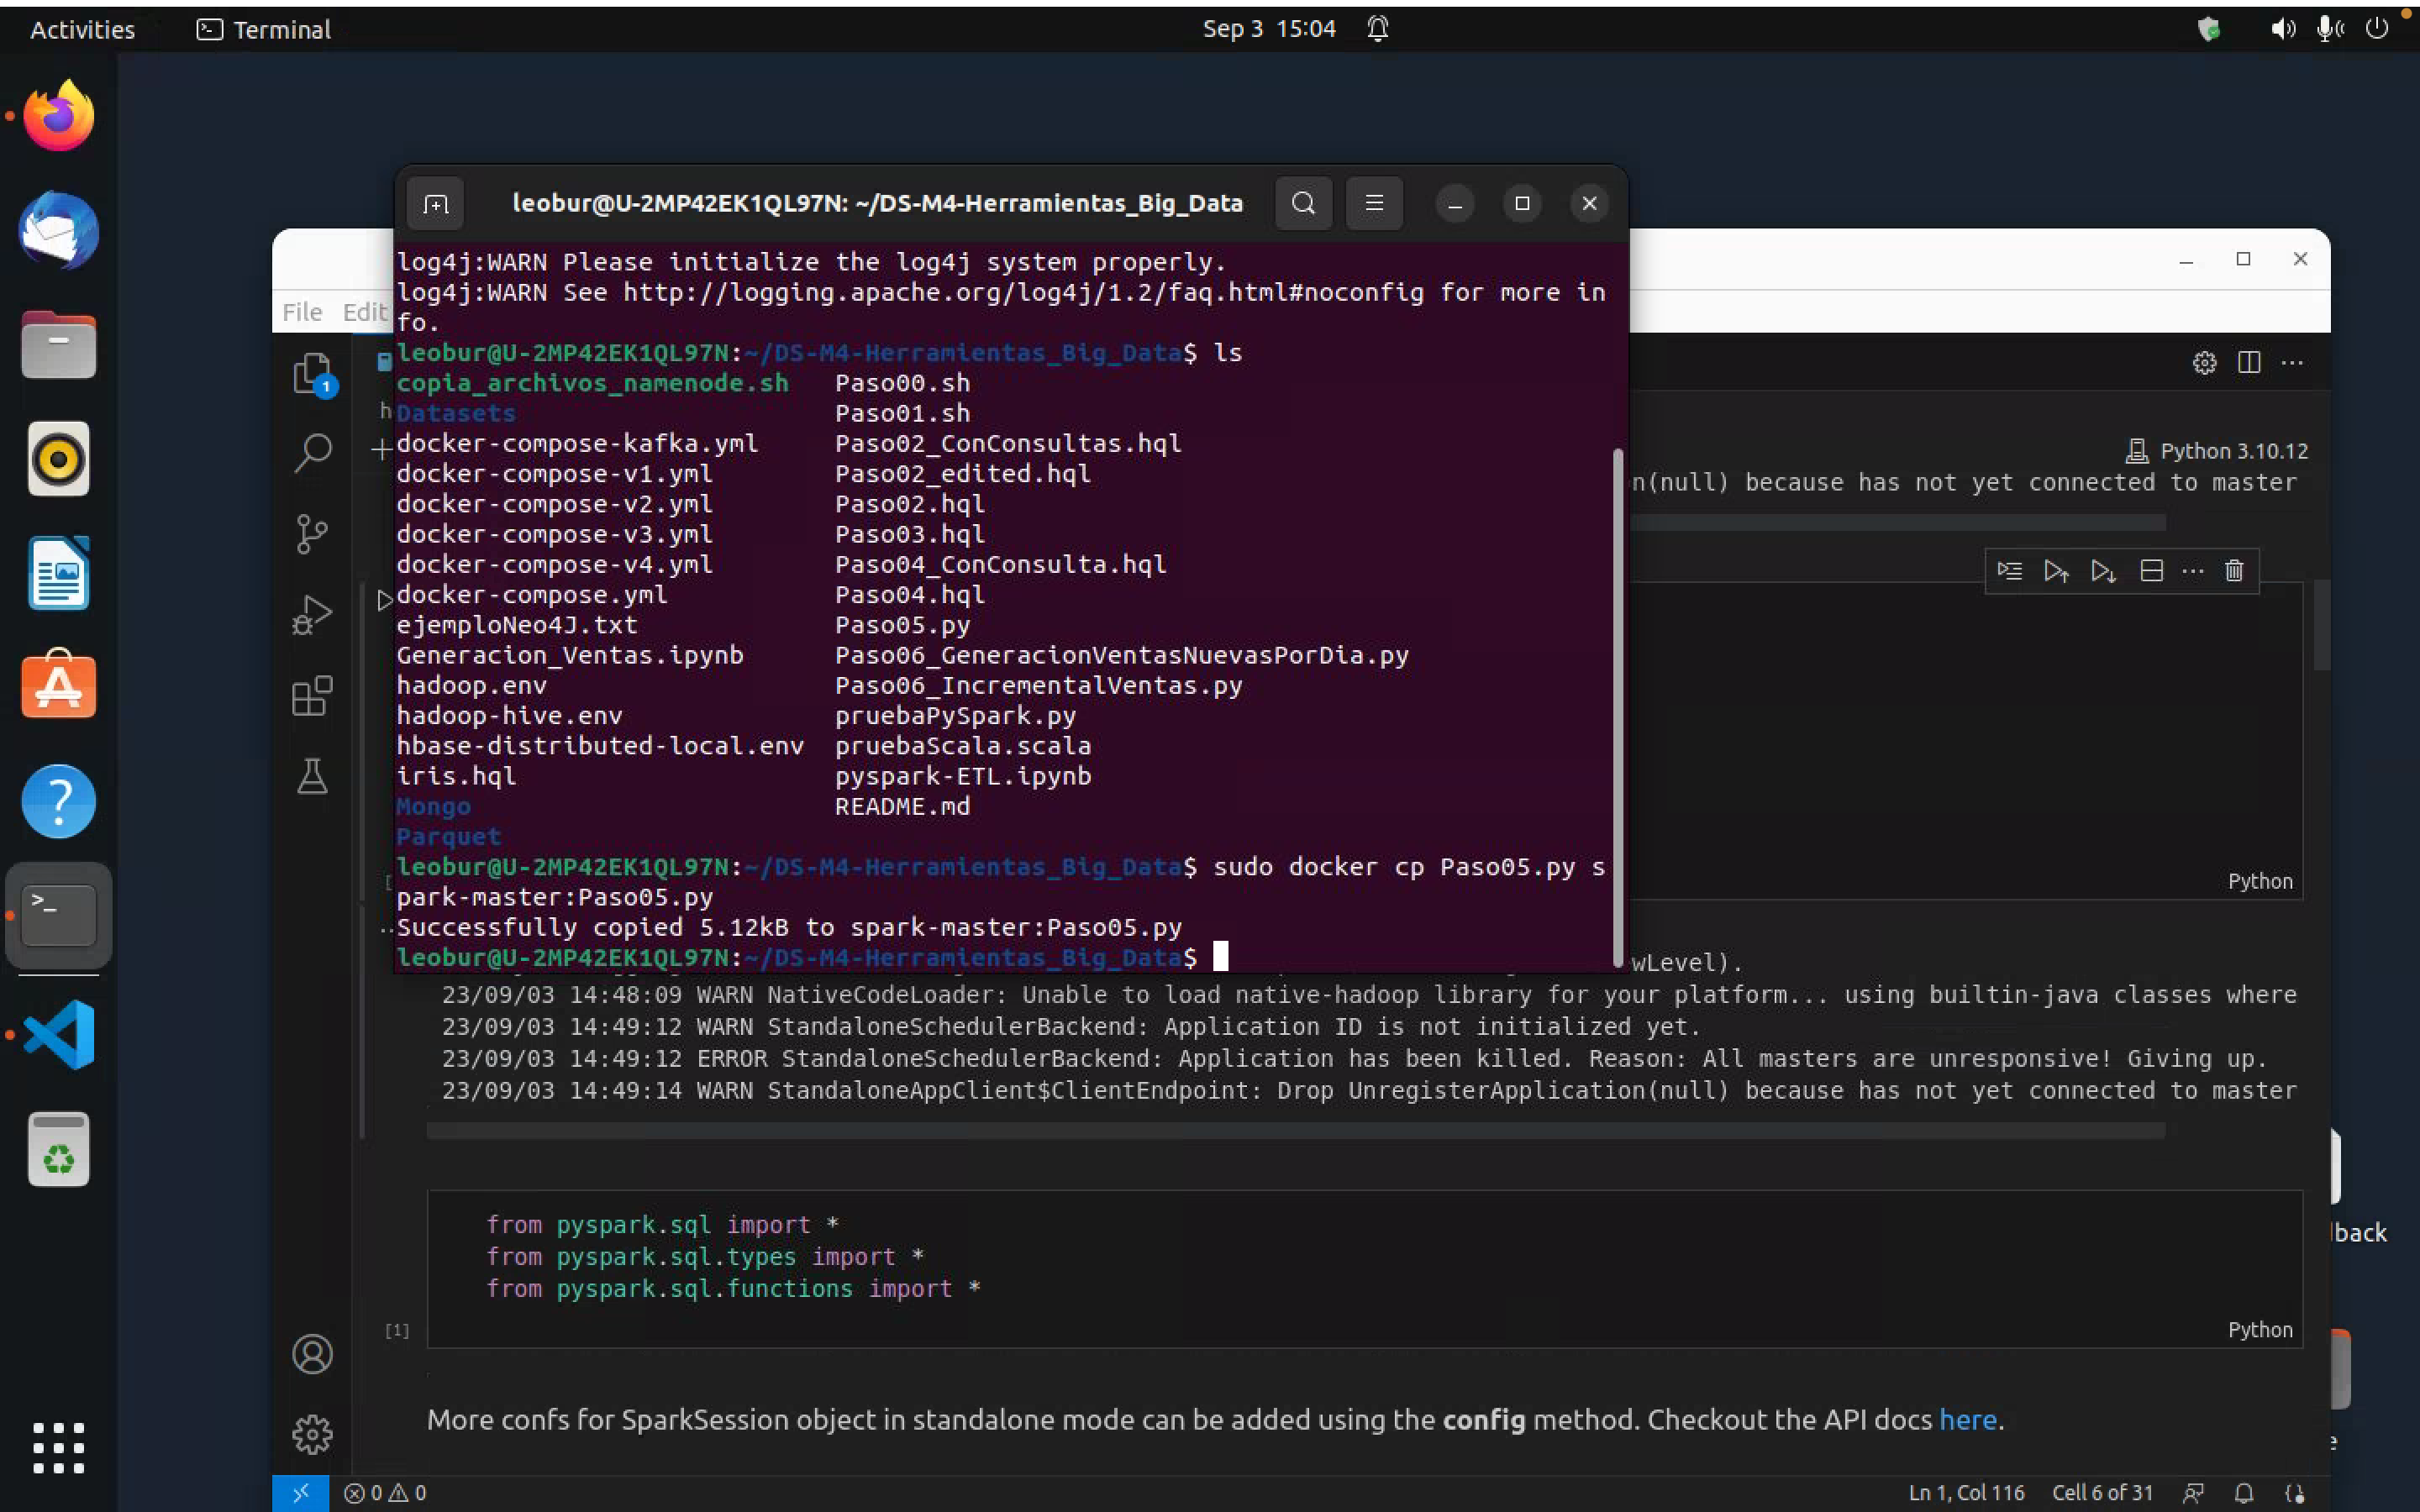 Activities
Terminal
Sep 3 15:04
leobur@U-2MP42EK1QL97N: ~/DS-M4-Herramientas_Big_Data
log4j:WARN Please initialize the log4j system properly.
log4j:WARN See http://logging.apache.org/log4j/1.2/faq.html#noconfig for more in
fo.
leobur@U-2MP42EK1QL97N:~/DS-M4-Herramientas_Big_Data$ ls
copia_archivos_namenode.sh Paso00.sh
Datasets Paso01.sh
docker-compose-kafka.yml Paso02_ConConsultas.hql
docker-compose-v1.yml Paso02_edited.hql
docker-compose-v2.yml Paso02.hql
docker-compose-v3.yml Paso03.hql
docker-compose-v4.yml Paso04_ConConsulta.hql
docker-compose.yml Paso04.hql
ejemploNeo4J.txt Paso05.py
Generacion_Ventas.ipynb Paso06_GeneracionVentasNuevasPorDia.py
hadoop.env Paso06_IncrementalVentas.py
hadoop-hive.env pruebaPySpark.py
hbase-distributed-local.env pruebaScala.scala
iris.hql pyspark-ETL.ipynb
Mongo README.md
Parquet
leobur@U-2MP42EK1QL97N:~/DS-M4-Herramientas_Big_Data$ sudo docker cp Paso05.py s
park-master:Paso05.py
Successfully copied 5.12kB to spark-master:Paso05.py
leobur@U-2MP42EK1QL97N:~/DS-M4-Herramientas_Big_Data$
File Edit
1
Python 3.10.12
n(null) because has not yet connected to master
Python
wLevel).
23/09/03 14:48:09 WARN NativeCodeLoader: Unable to load native-hadoop library for your platform... using builtin-java classes where
23/09/03 14:49:12 WARN StandaloneSchedulerBackend: Application ID is not initialized yet.
23/09/03 14:49:12 ERROR StandaloneSchedulerBackend: Application has been killed. Reason: All masters are unresponsive! Giving up.
23/09/03 14:49:14 WARN StandaloneAppClient$ClientEndpoint: Drop UnregisterApplication(null) because has not yet connected to master
from pyspark.sql import *
from pyspark.sql.types import *
from pyspark.sql.functions import *
[1]
Python
lback
More confs for SparkSession object in standalone mode can be added using the config method. Checkout the API docs here.
0 0
Ln 1, Col 116 Cell 6 of 31